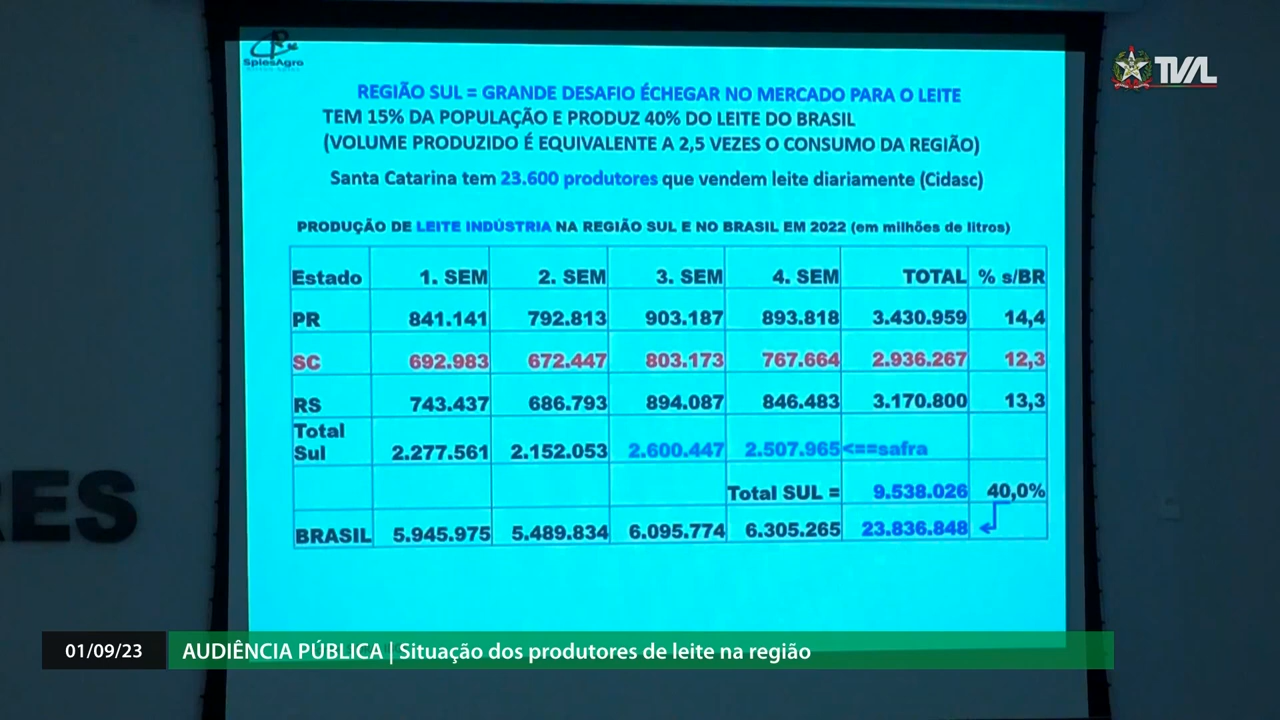 SpiesAgro
TVAL
REGIÃO SUL = GRANDE DESAFIO ÉCHEGAR NO MERCADO PARA O LEITE
TEM 15% DA POPULAÇÃO E PRODUZ 40% DO LEITE DO BRASIL
(VOLUME PRODUZIDO É EQUIVALENTE A 2,5 VEZES O CONSUMO DA REGIÃO)
Santa Catarina tem 23.600 produtores que vendem leite diariamente (Cidasc)
PRODUÇÃO DE LEITE INDÚSTRIA NA REGIÃO SUL E NO BRASIL EM 2022 (em milhões de litros)
Estado 1. SEM 2. SEM 3. SEM 4. SEM TOTAL % s/BR
PR 841.141 792.813 903.187 893.818 3.430.959 14,4
SC 692.983 672.447 803.173 767.664 2.936.267 12,3
RS 743.437 686.793 894.087 846.483 3.170.800 13,3
Total
Sul 2.277.561 2.152.053 2.600.447 2.507.965<==safra
Total SUL = 9.538.026 40,0%
BRASIL 5.945.975 5.489.834 6.095.774 6.305.265 23.836.848
RES
01/09/23 AUDIÊNCIA PÚBLICA | Situação dos produtores de leite na região